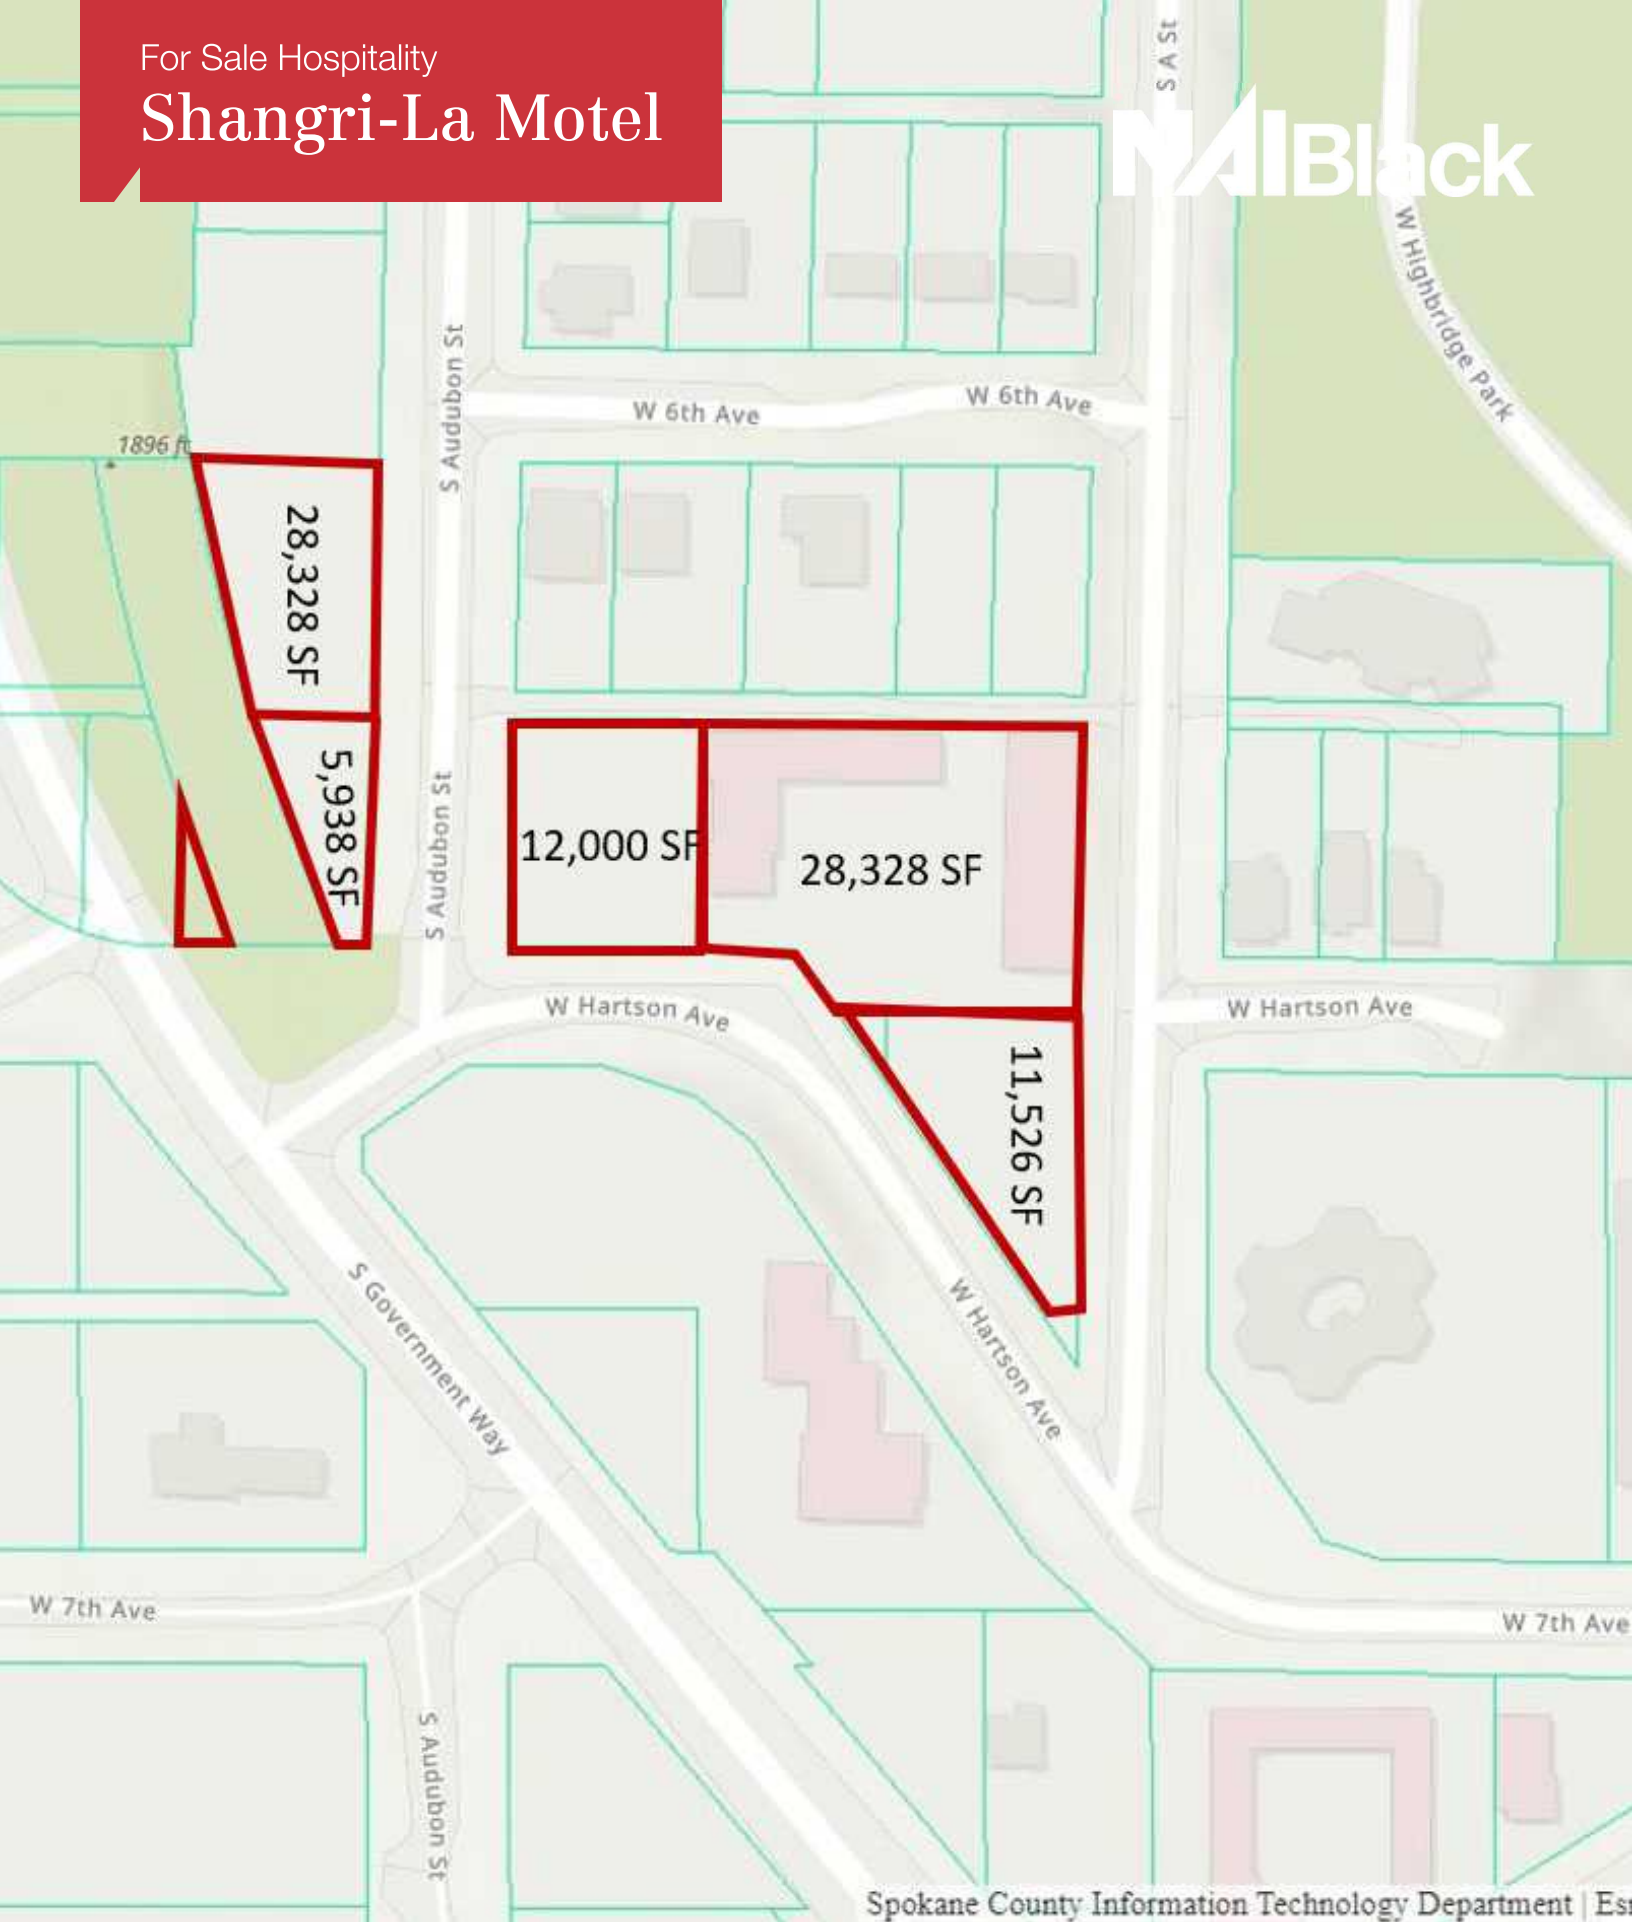 For Sale Hospitality
Shangri-La Motel
NAIBlack
S A St
W Highbridge Park
S Audubon St
W 6th Ave
W 6th Ave
1896 ft
28,328 SF
5,938 SF
S Audubon St
12,000 SF
28,328 SF
W Hartson Ave
W Hartson Ave
11,526 SF
S Government Way
W Hartson Ave
W 7th Ave
W 7th Ave
S Audubon St
Spokane County Information Technology Department | Esr